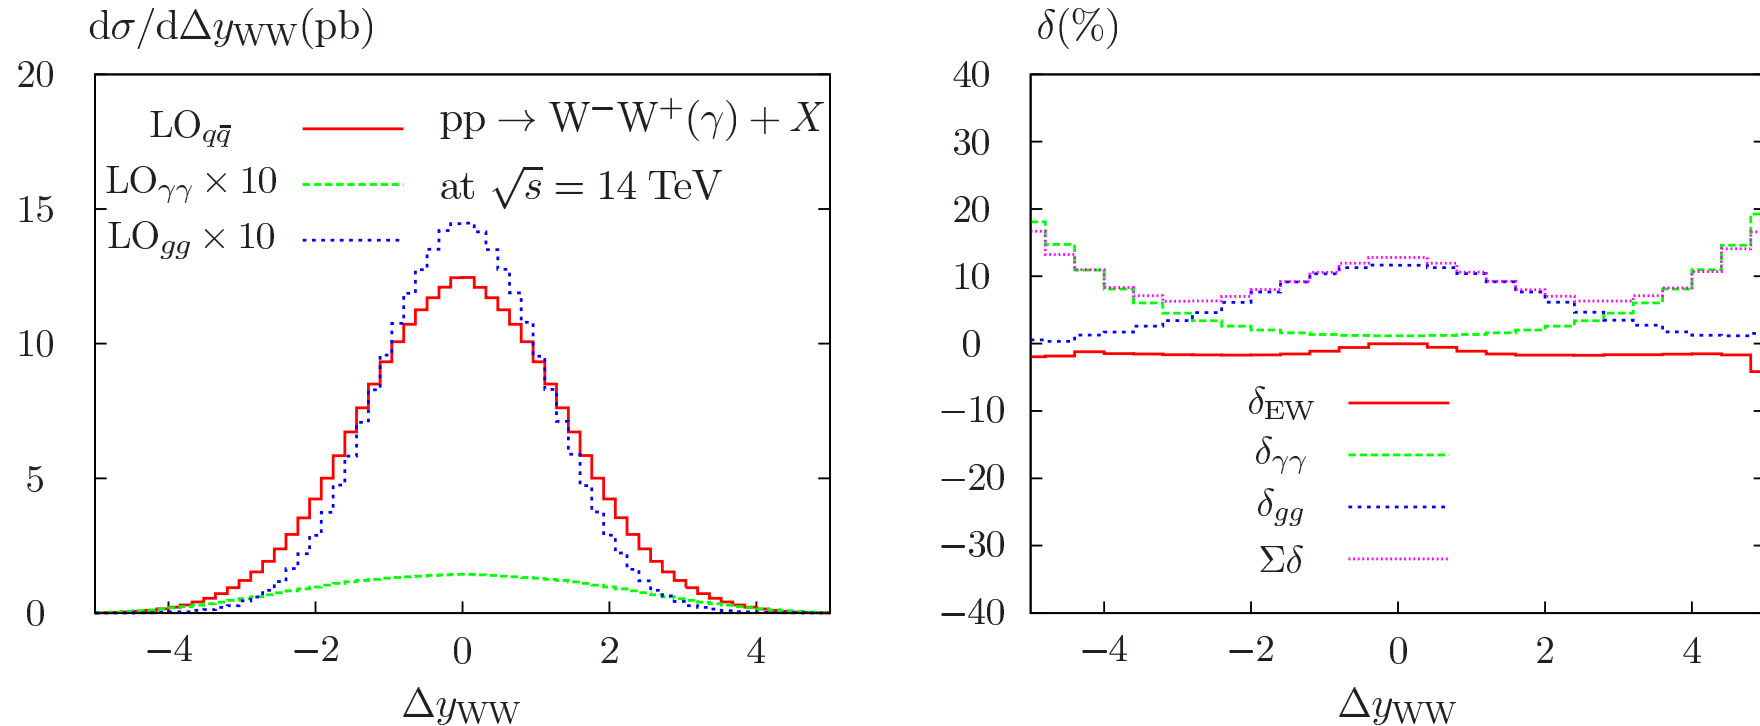 dσ/dΔy_WW(pb)
20
15
10
5
0
LO_qq̅
LO_γγ × 10
LO_gg × 10
pp → W⁻W⁺(γ) + X
at √s = 14 TeV
−4 −2 0 2 4
Δy_WW
δ(%)
40
30
20
10
0
−10
−20
−30
−40
δ_EW
δ_γγ
δ_gg
Σδ
−4 −2 0 2 4
Δy_WW